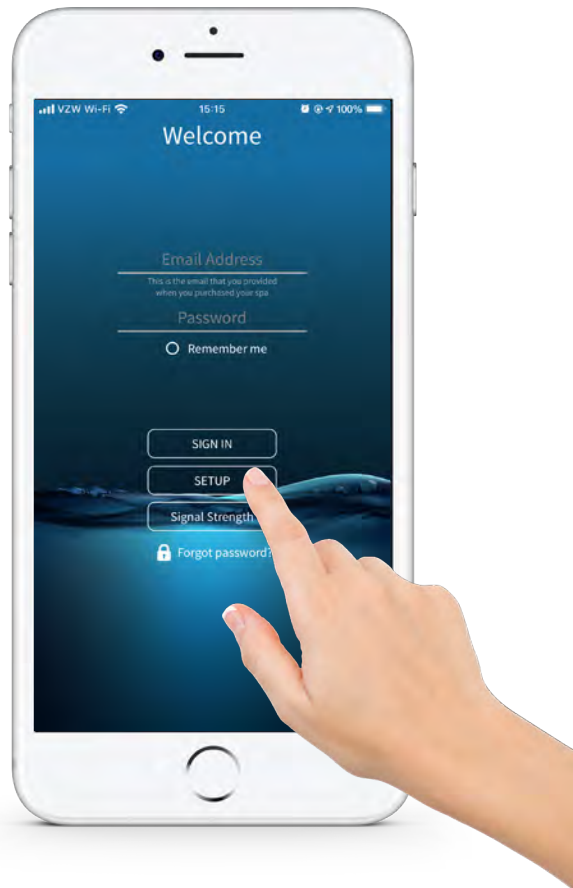 VZW Wi-Fi 15:15 100%
Welcome
Email Address
This is the email that you provided
when you purchased your spa
Password
Remember me
SIGN IN
SETUP
Signal Strength
Forgot password?